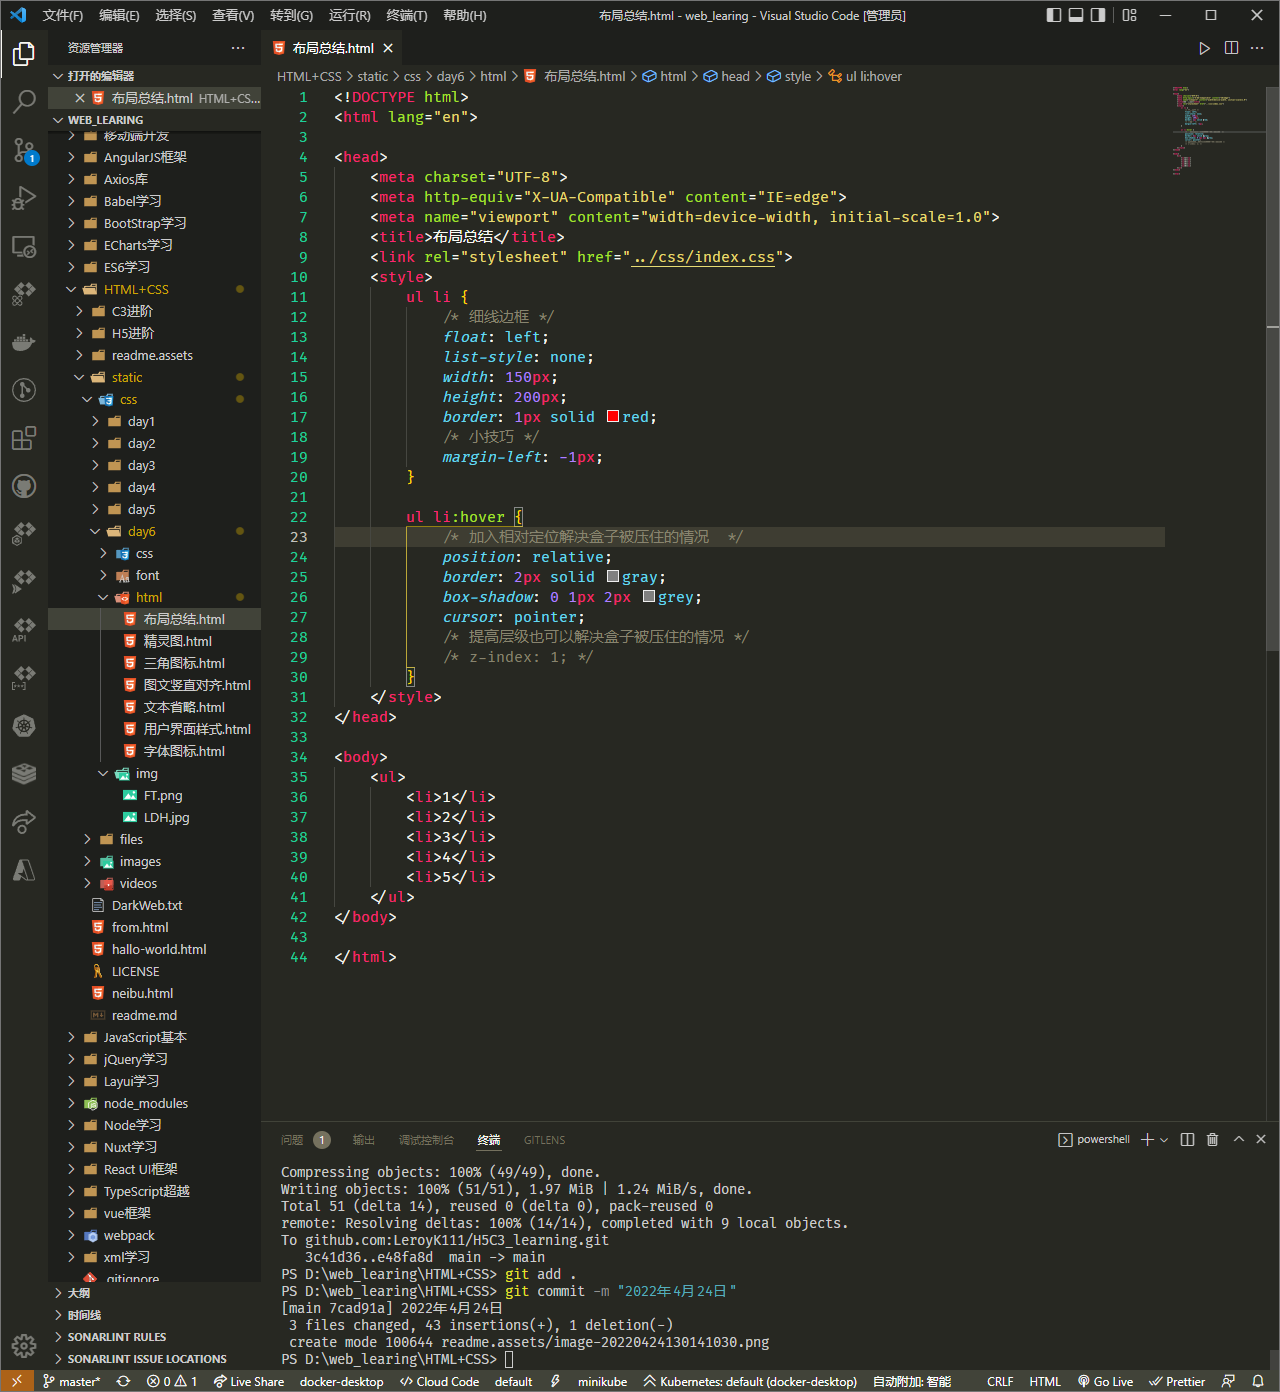 文件(F) 编辑(E) 选择(S) 查看(V) 转到(G) 运行(R) 终端(T) 帮助(H) 布局总结.html - web_learing - Visual Studio Code [管理员]
资源管理器
打开的编辑器
布局总结.html HTML+CS...
WEB_LEARING
移动端开发
AngularJS框架
Axios库
Babel学习
BootStrap学习
ECharts学习
ES6学习
HTML+CSS
C3进阶
H5进阶
readme.assets
static
css
day1
day2
day3
day4
day5
day6
css
font
html
布局总结.html
精灵图.html
三角图标.html
图文竖直对齐.html
文本省略.html
用户界面样式.html
字体图标.html
img
FT.png
LDH.jpg
files
images
videos
DarkWeb.txt
from.html
hallo-world.html
LICENSE
neibu.html
readme.md
JavaScript基本
jQuery学习
Layui学习
node_modules
Node学习
Nuxt学习
React UI框架
TypeScript超越
vue框架
webpack
xml学习
.gitignore
大纲
时间线
SONARLINT RULES
SONARLINT ISSUE LOCATIONS
1
API
布局总结.html
HTML+CSS > static > css > day6 > html > 布局总结.html > html > head > style > ul li:hover
1 <!DOCTYPE html>
2 <html lang="en">
3
4 <head>
5 <meta charset="UTF-8">
6 <meta http-equiv="X-UA-Compatible" content="IE=edge">
7 <meta name="viewport" content="width=device-width, initial-scale=1.0">
8 <title>布局总结</title>
9 <link rel="stylesheet" href="../css/index.css">
10 <style>
11 ul li {
12 /* 细线边框 */
13 float: left;
14 list-style: none;
15 width: 150px;
16 height: 200px;
17 border: 1px solid red;
18 /* 小技巧 */
19 margin-left: -1px;
20 }
21
22 ul li:hover {
23 /* 加入相对定位解决盒子被压住的情况 */
24 position: relative;
25 border: 2px solid gray;
26 box-shadow: 0 1px 2px grey;
27 cursor: pointer;
28 /* 提高层级也可以解决盒子被压住的情况 */
29 /* z-index: 1; */
30 }
31 </style>
32 </head>
33
34 <body>
35 <ul>
36 <li>1</li>
37 <li>2</li>
38 <li>3</li>
39 <li>4</li>
40 <li>5</li>
41 </ul>
42 </body>
43
44 </html>
问题 1 输出 调试控制台 终端 GITLENS powershell
Compressing objects: 100% (49/49), done.
Writing objects: 100% (51/51), 1.97 MiB | 1.24 MiB/s, done.
Total 51 (delta 14), reused 0 (delta 0), pack-reused 0
remote: Resolving deltas: 100% (14/14), completed with 9 local objects.
To github.com:LeroyK111/H5C3_learning.git
3c41d36..e48fa8d main -> main
PS D:\web_learing\HTML+CSS> git add .
PS D:\web_learing\HTML+CSS> git commit -m "2022年4月24日"
[main 7cad91a] 2022年4月24日
3 files changed, 43 insertions(+), 1 deletion(-)
create mode 100644 readme.assets/image-20220424130141030.png
PS D:\web_learing\HTML+CSS>
master* 0 1 Live Share docker-desktop Cloud Code default minikube Kubernetes: default (docker-desktop) 自动附加: 智能 CRLF HTML Go Live Prettier